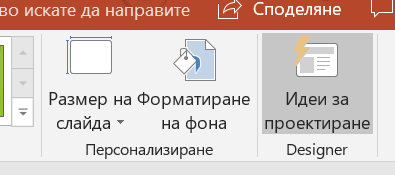 во искате да направите
Споделяне
Размер на слайда
Форматиране на фона
Идеи за проектиране
Персонализиране
Designer